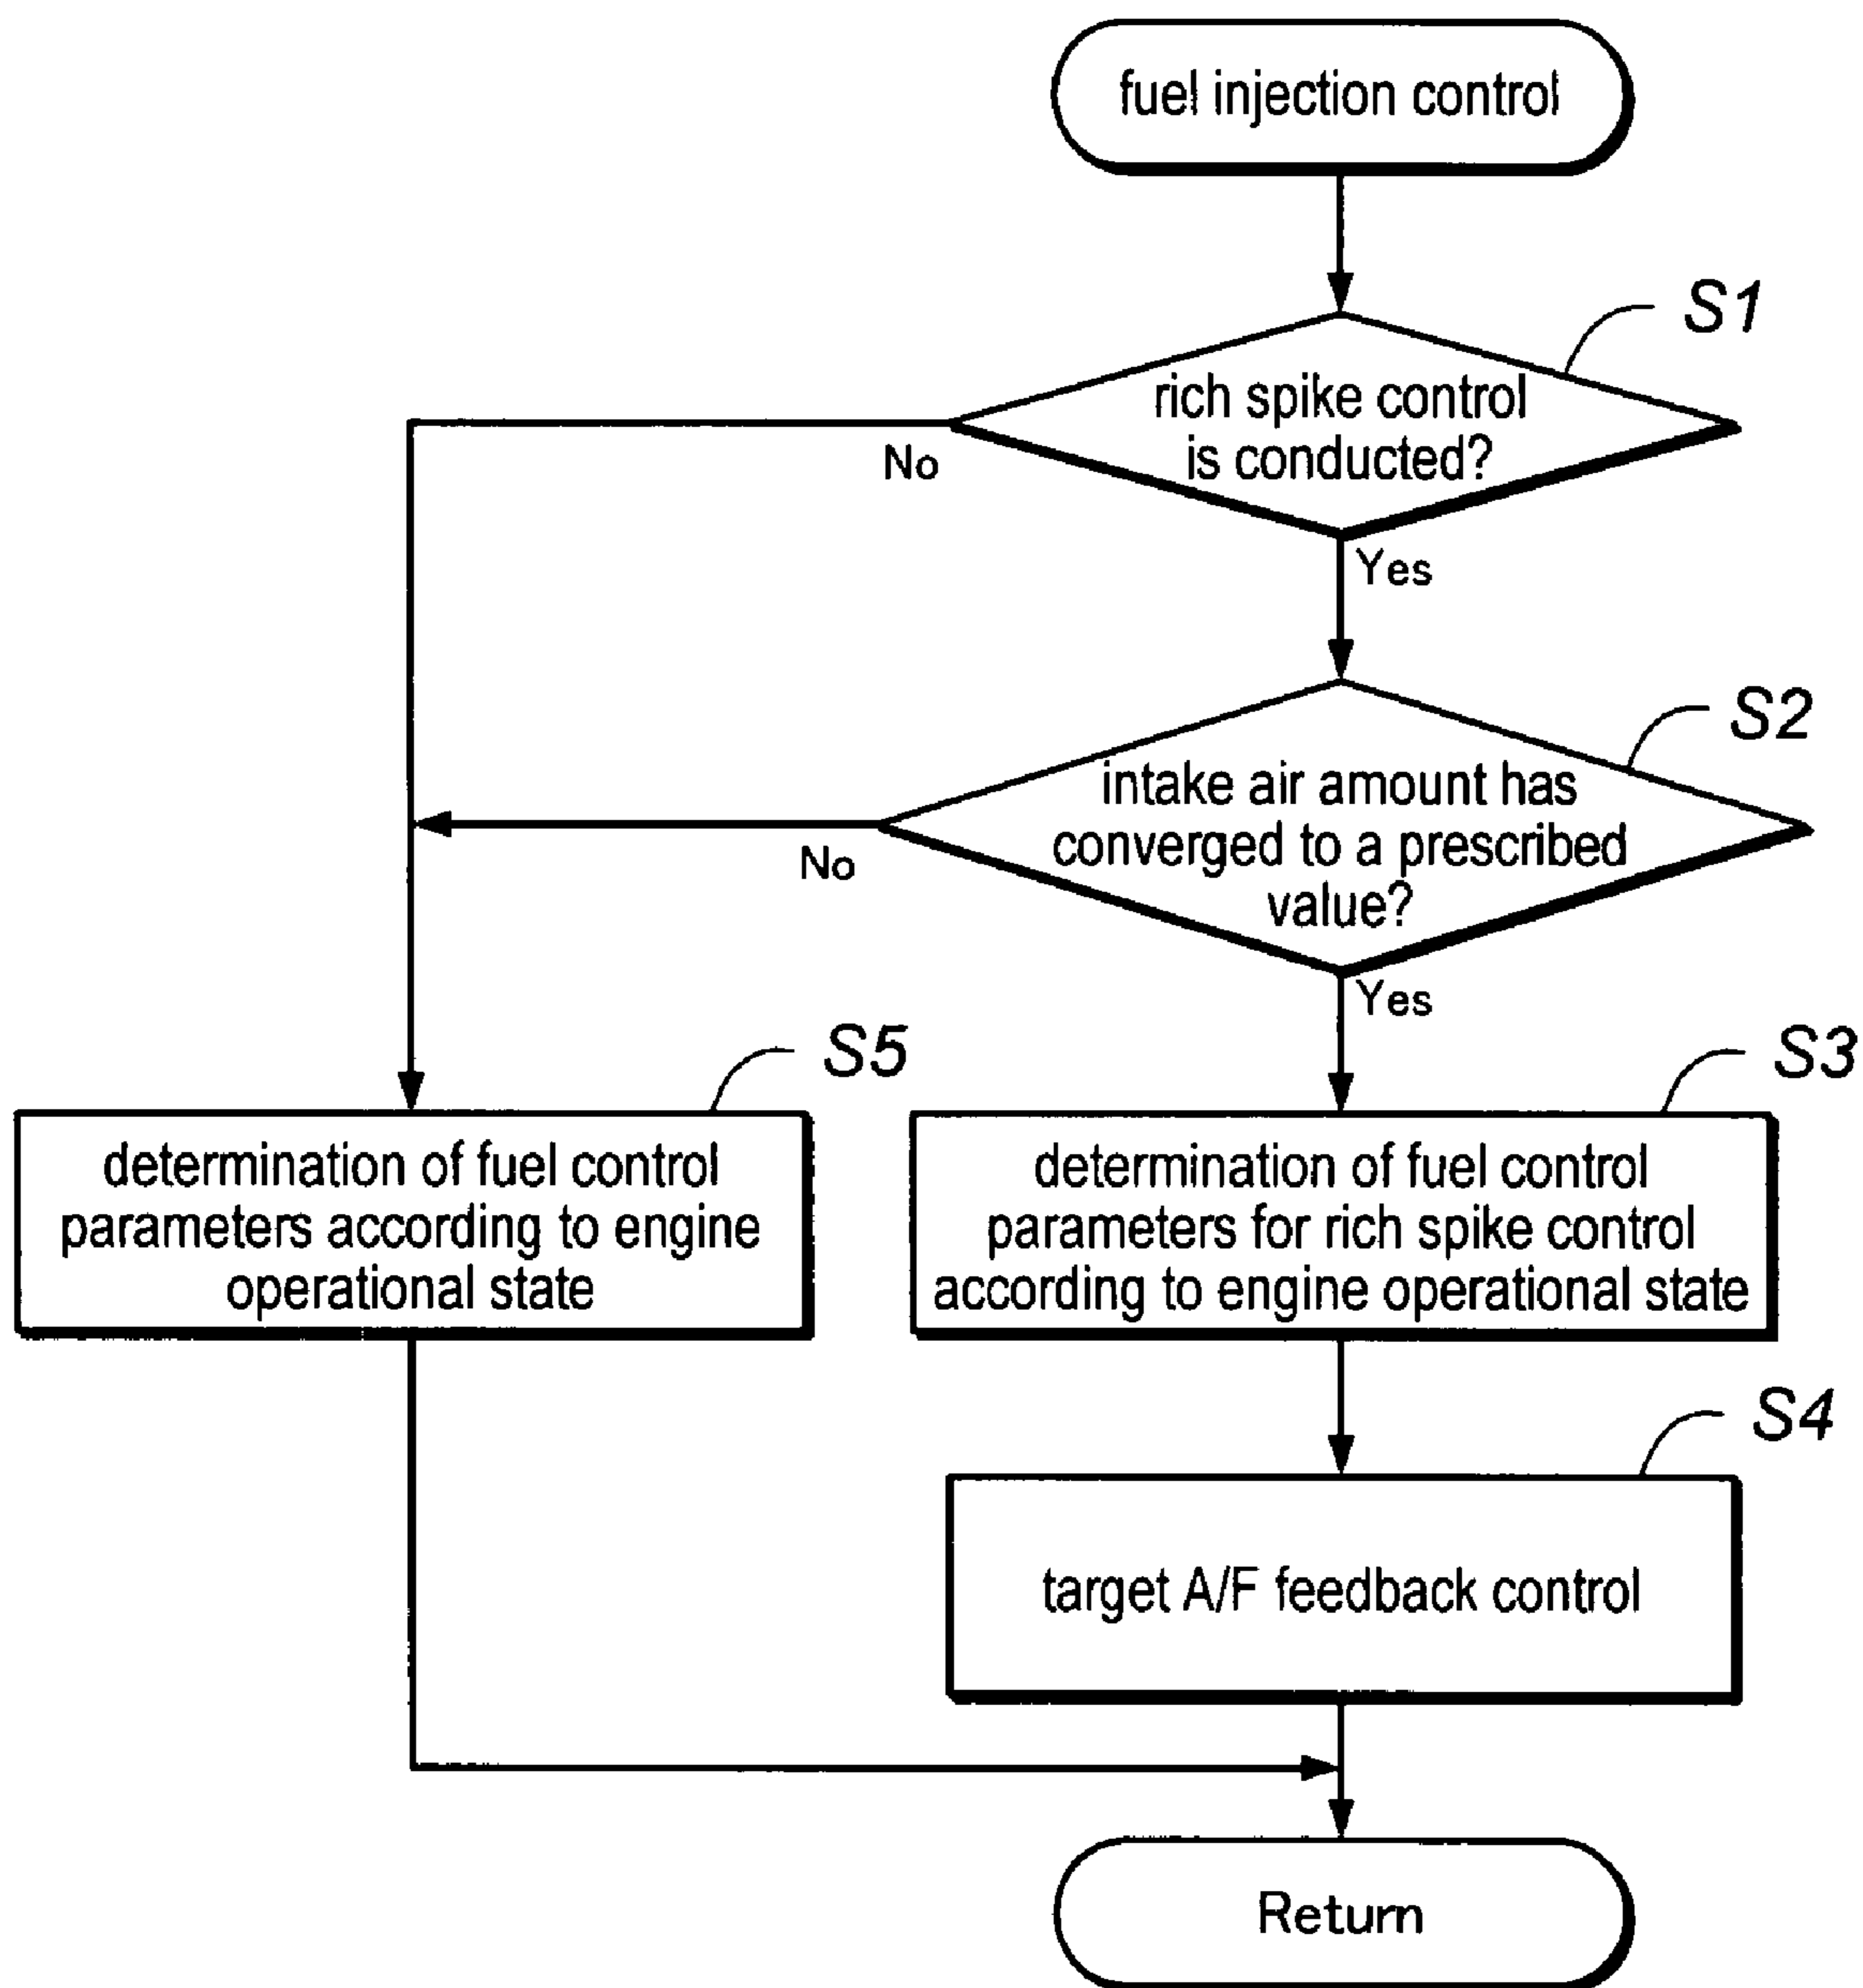 fuel injection control
S1
rich spike control
is conducted?
No
Yes
S2
intake air amount has
converged to a prescribed
value?
No
Yes
S5
determination of fuel control
parameters according to engine
operational state
S3
determination of fuel control
parameters for rich spike control
according to engine operational state
S4
target A/F feedback control
Return